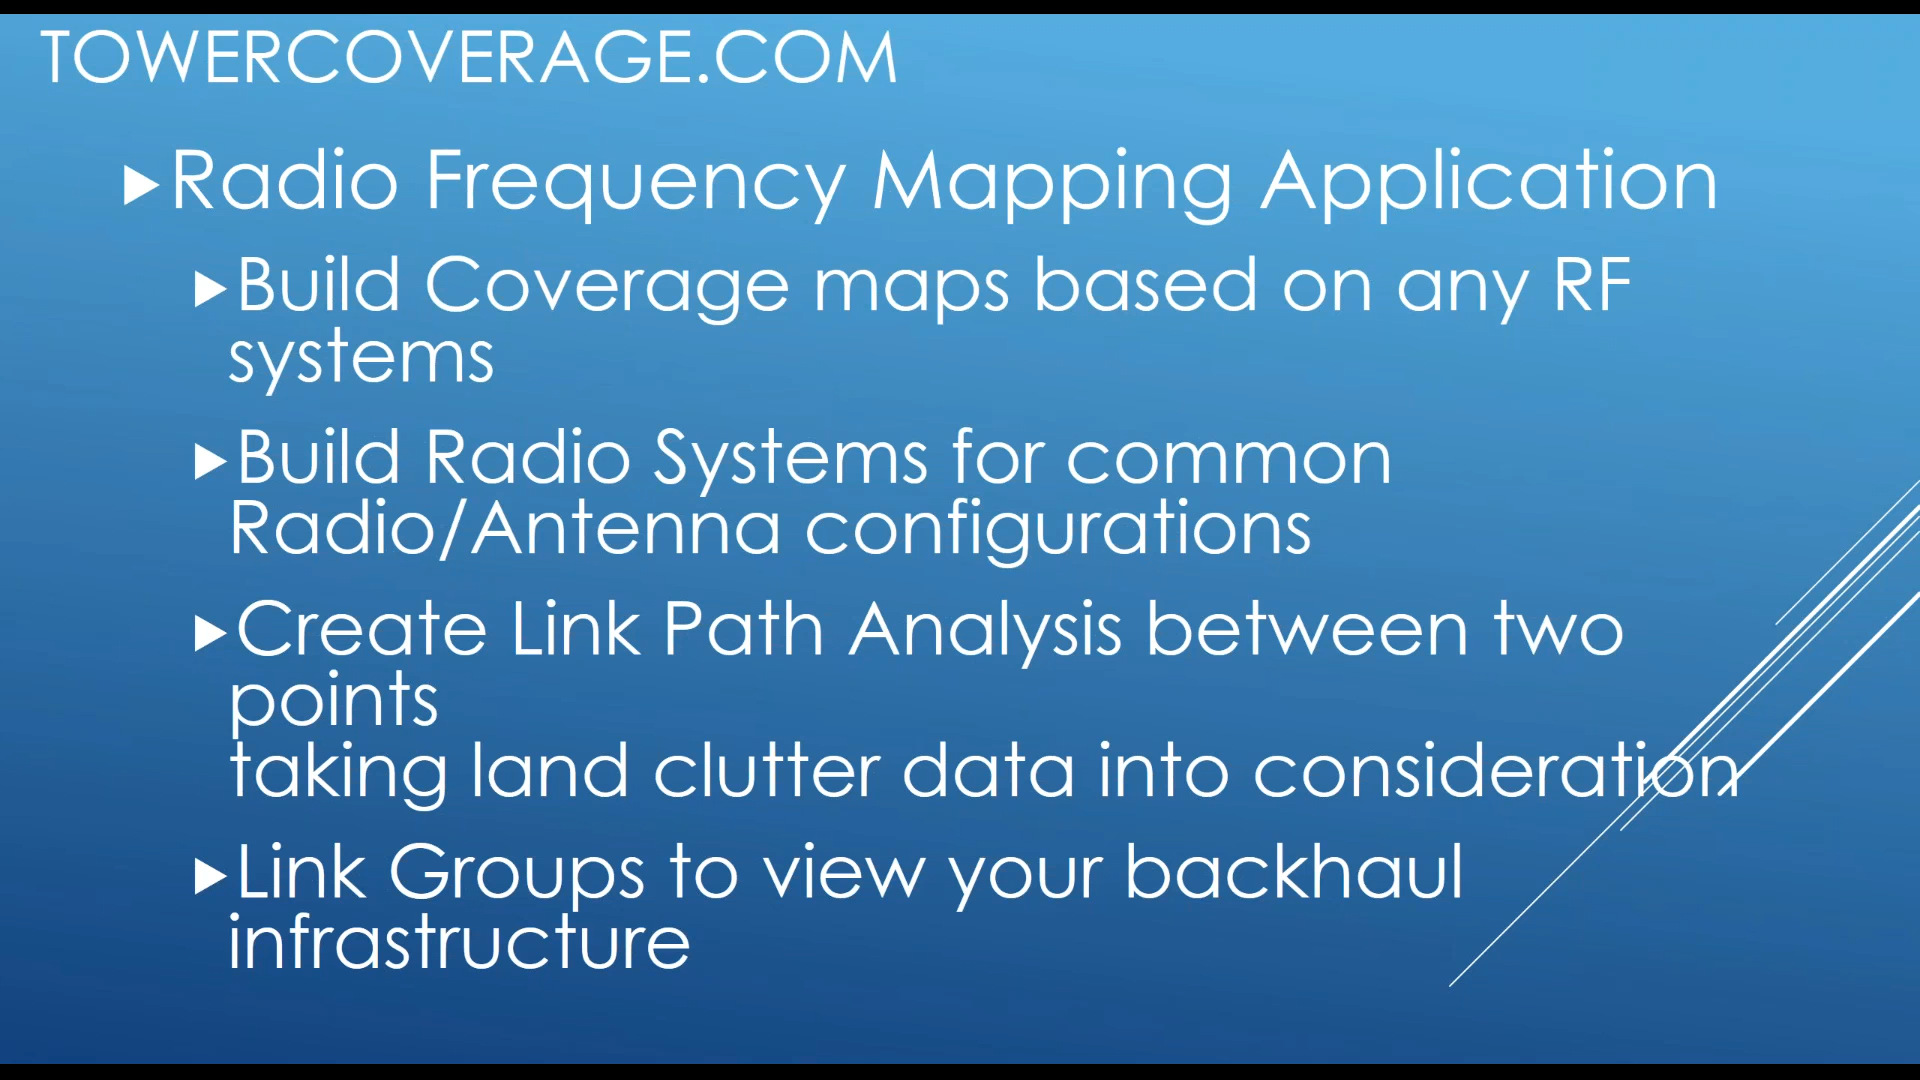 TOWERCOVERAGE.COM
Radio Frequency Mapping Application
Build Coverage maps based on any RF
systems
Build Radio Systems for common
Radio/Antenna configurations
Create Link Path Analysis between two
points
taking land clutter data into consideration
Link Groups to view your backhaul
infrastructure